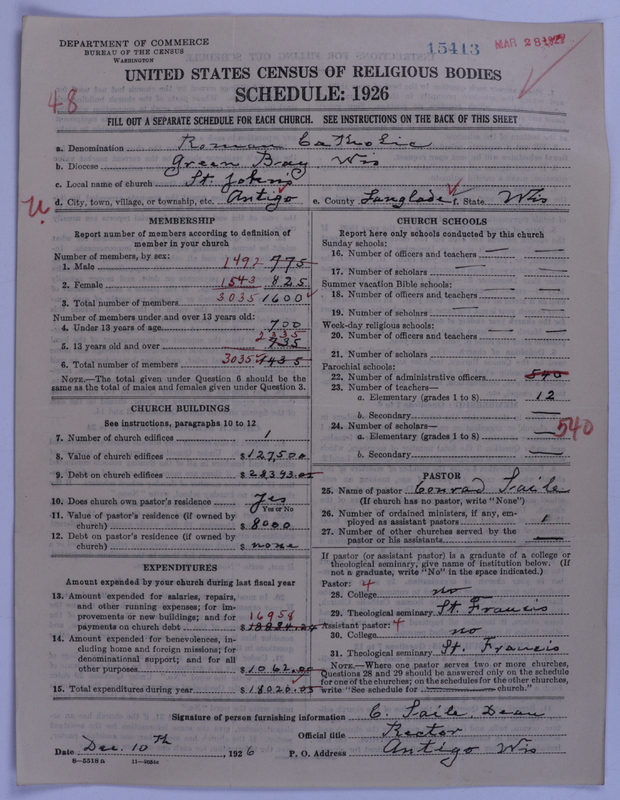 DEPARTMENT OF COMMERCE
BUREAU OF THE CENSUS
WASHINGTON
15413
MAR 28
UNITED STATES CENSUS OF RELIGIOUS BODIES
SCHEDULE: 1926
48
FILL OUT A SEPARATE SCHEDULE FOR EACH CHURCH. SEE INSTRUCTIONS ON THE BACK OF THIS SHEET
a. Denomination Roman Catholic
b. Diocese Green Bay Wis
c. Local name of church St. John's
d. City, town, village, or township, etc. Antigo e. County Langlade f. State Wis
U
MEMBERSHIP
Report number of members according to definition of
member in your church
Number of members, by sex:
1. Male 1492 775
2. Female 1543 825
3. Total number of members 3035 1600
Number of members under and over 13 years old:
4. Under 13 years of age 700
5. 13 years old and over 2335 735
6. Total number of members 3035 1435
NOTE.—The total given under Question 6 should be
same as the total of males and females given under Question 3.
CHURCH BUILDINGS
See instructions, paragraphs 10 to 12
7. Number of church edifices 1
8. Value of church edifices $127,500
9. Debt on church edifices $
10. Does church own pastor's residence Yes
Yes or No
11. Value of pastor's residence (if owned by
church) $8000
12. Debt on pastor's residence (if owned by
church) $ none
EXPENDITURES
Amount expended by your church during last fiscal year
13. Amount expended for salaries, repairs,
and other running expenses; for im-
provements or new buildings; and for
payments on church debt $ 16958
14. Amount expended for benevolences, in-
cluding home and foreign missions; for
denominational support; and for all
other purposes $1062.00
15. Total expenditures during year $18020.05
CHURCH SCHOOLS
Report here only schools conducted by this church
Sunday schools:
16. Number of officers and teachers —
17. Number of scholars —
Summer vacation Bible schools:
18. Number of officers and teachers —
19. Number of scholars —
Week-day religious schools:
20. Number of officers and teachers —
21. Number of scholars —
Parochial schools:
22. Number of administrative officers 540
23. Number of teachers—
a. Elementary (grades 1 to 8) 12
b. Secondary —
24. Number of scholars—
a. Elementary (grades 1 to 8) — 540
b. Secondary —
PASTOR
25. Name of pastor Conrad Saile
(If church has no pastor, write "None")
26. Number of ordained ministers, if any, em-
ployed as assistant pastors 1
27. Number of other churches served by the
pastor or his assistants —
If pastor (or assistant pastor) is a graduate of a college or
theological seminary, give name of institution below. (If
not a graduate, write "No" in the space indicated.)
Pastor: 4
28. College no
29. Theological seminary St. Francis
Assistant pastor: 4
30. College no
31. Theological seminary St. Francis
NOTE.—Where one pastor serves two or more churches,
Questions 28 and 29 should be answered only on the schedule
for one of the churches; on the schedules for the other churches,
write "See schedule for church."
Signature of person furnishing information C. Saile, Dean
Official title Rector
Date Dec. 10th, 1926 P. O. Address Antigo Wis
8—5518a